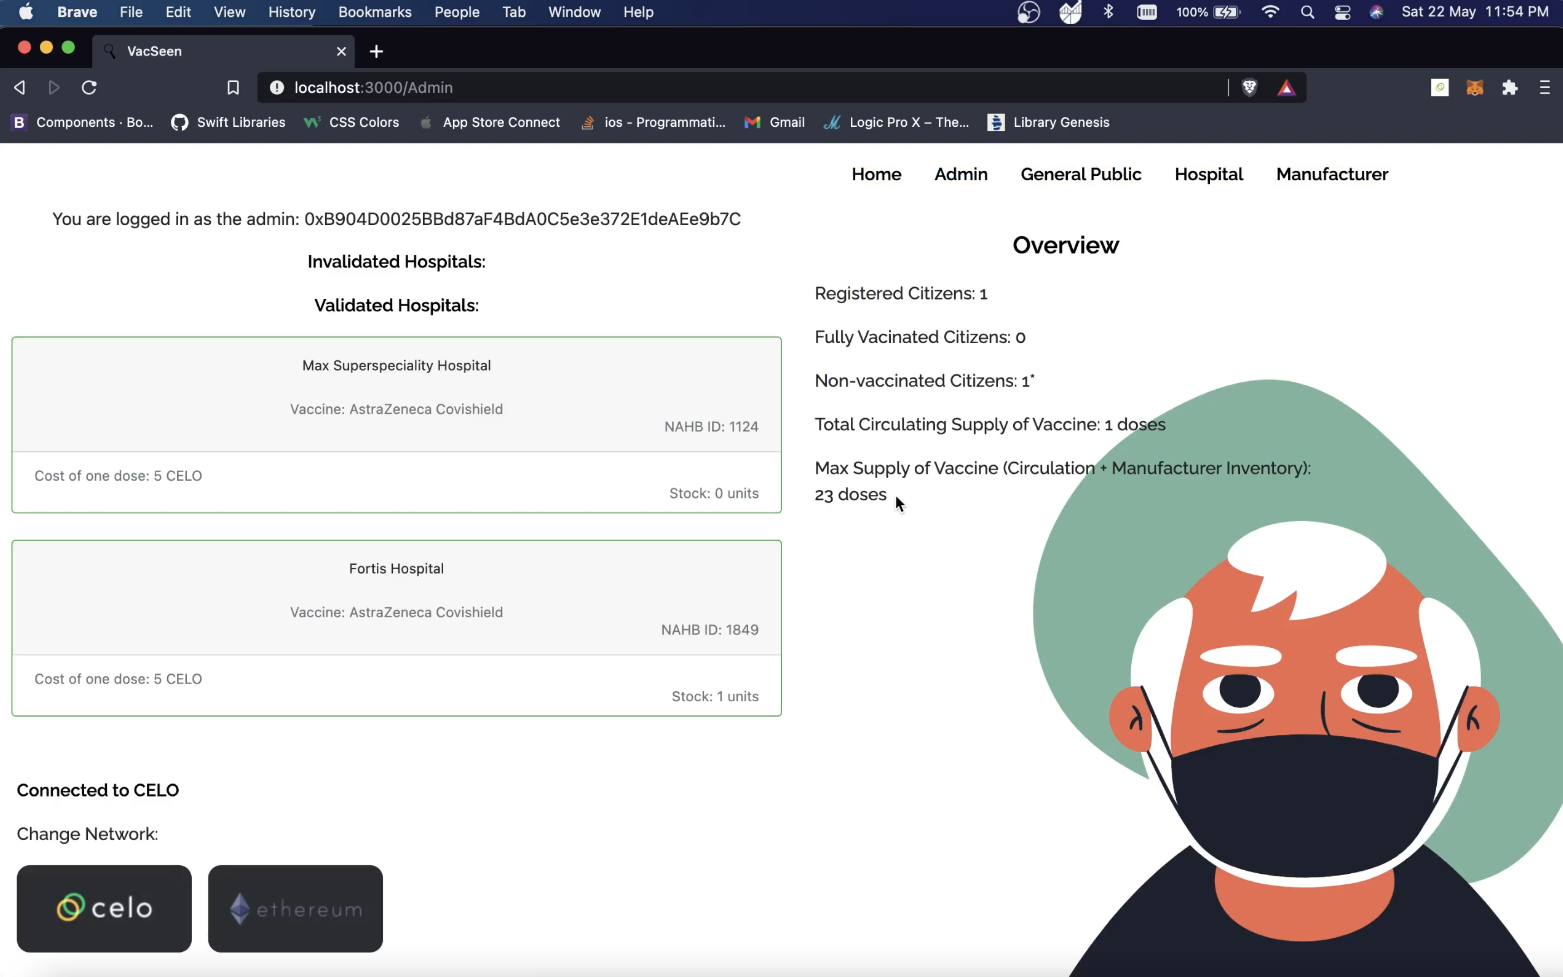 Brave File Edit View History Bookmarks People Tab Window Help 100% Sat 22 May 11:54 PM
VacSeen
localhost:3000/Admin
B Components · Bo... Swift Libraries CSS Colors App Store Connect ios - Programmati... Gmail Logic Pro X – The... Library Genesis
Home Admin General Public Hospital Manufacturer
You are logged in as the admin: 0xB904D0025BBd87aF4BdA0C5e3e372E1deAEe9b7C
Invalidated Hospitals:
Validated Hospitals:
Max Superspeciality Hospital
Vaccine: AstraZeneca Covishield
NAHB ID: 1124
Cost of one dose: 5 CELO
Stock: 0 units
Fortis Hospital
Vaccine: AstraZeneca Covishield
NAHB ID: 1849
Cost of one dose: 5 CELO
Stock: 1 units
Connected to CELO
Change Network:
celo
ethereum
Overview
Registered Citizens: 1
Fully Vacinated Citizens: 0
Non-vaccinated Citizens: 1*
Total Circulating Supply of Vaccine: 1 doses
Max Supply of Vaccine (Circulation + Manufacturer Inventory):
23 doses